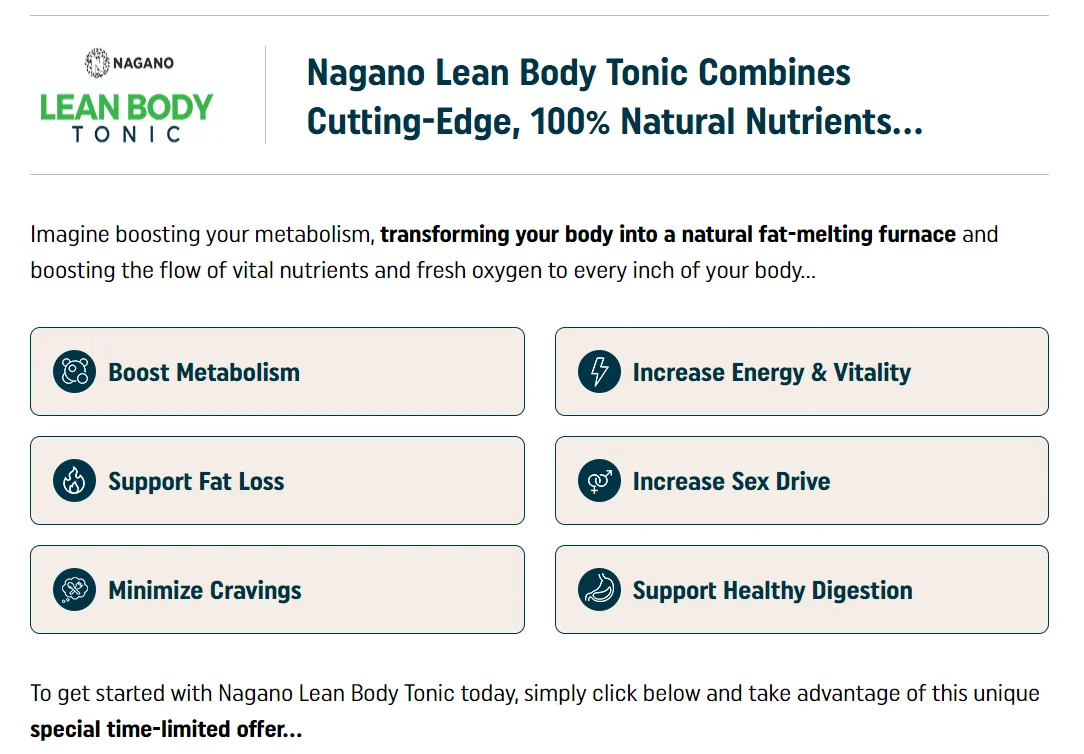 NAGANO
LEAN BODY
TONIC
Nagano Lean Body Tonic Combines
Cutting-Edge, 100% Natural Nutrients...
Imagine boosting your metabolism, transforming your body into a natural fat-melting furnace and
boosting the flow of vital nutrients and fresh oxygen to every inch of your body...
Boost Metabolism
Increase Energy & Vitality
Support Fat Loss
Increase Sex Drive
Minimize Cravings
Support Healthy Digestion
To get started with Nagano Lean Body Tonic today, simply click below and take advantage of this unique
special time-limited offer...